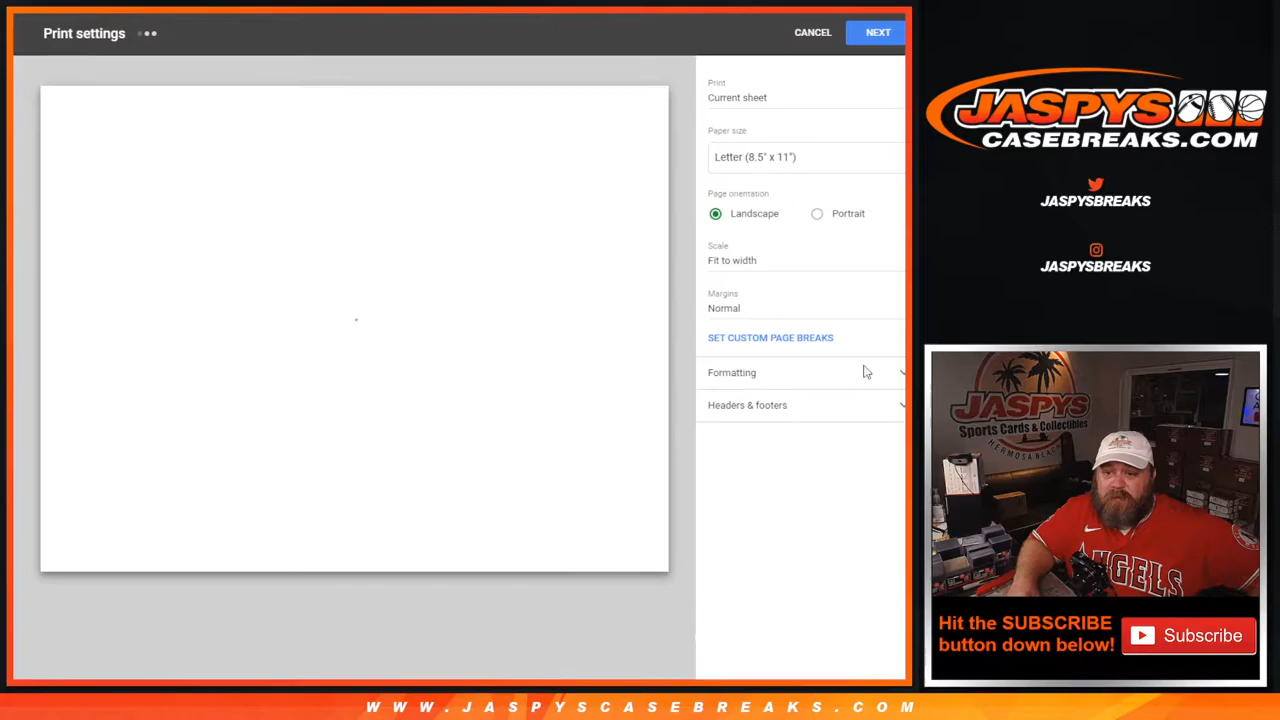 Print settings
CANCEL
NEXT
Print
Current sheet
Paper size
Letter (8.5" x 11")
Page orientation
Landscape
Portrait
Scale
Fit to width
Margins
Normal
SET CUSTOM PAGE BREAKS
Formatting
Headers & footers
JASPYS
CASEBREAKS.COM
JASPYSBREAKS
JASPYSBREAKS
JASPYS
Sports Cards & Collectibles
HERMOSA BEACH
ANGELS
Hit the SUBSCRIBE
button down below!
Subscribe
WWW.JASPYSCASEBREAKS.COM